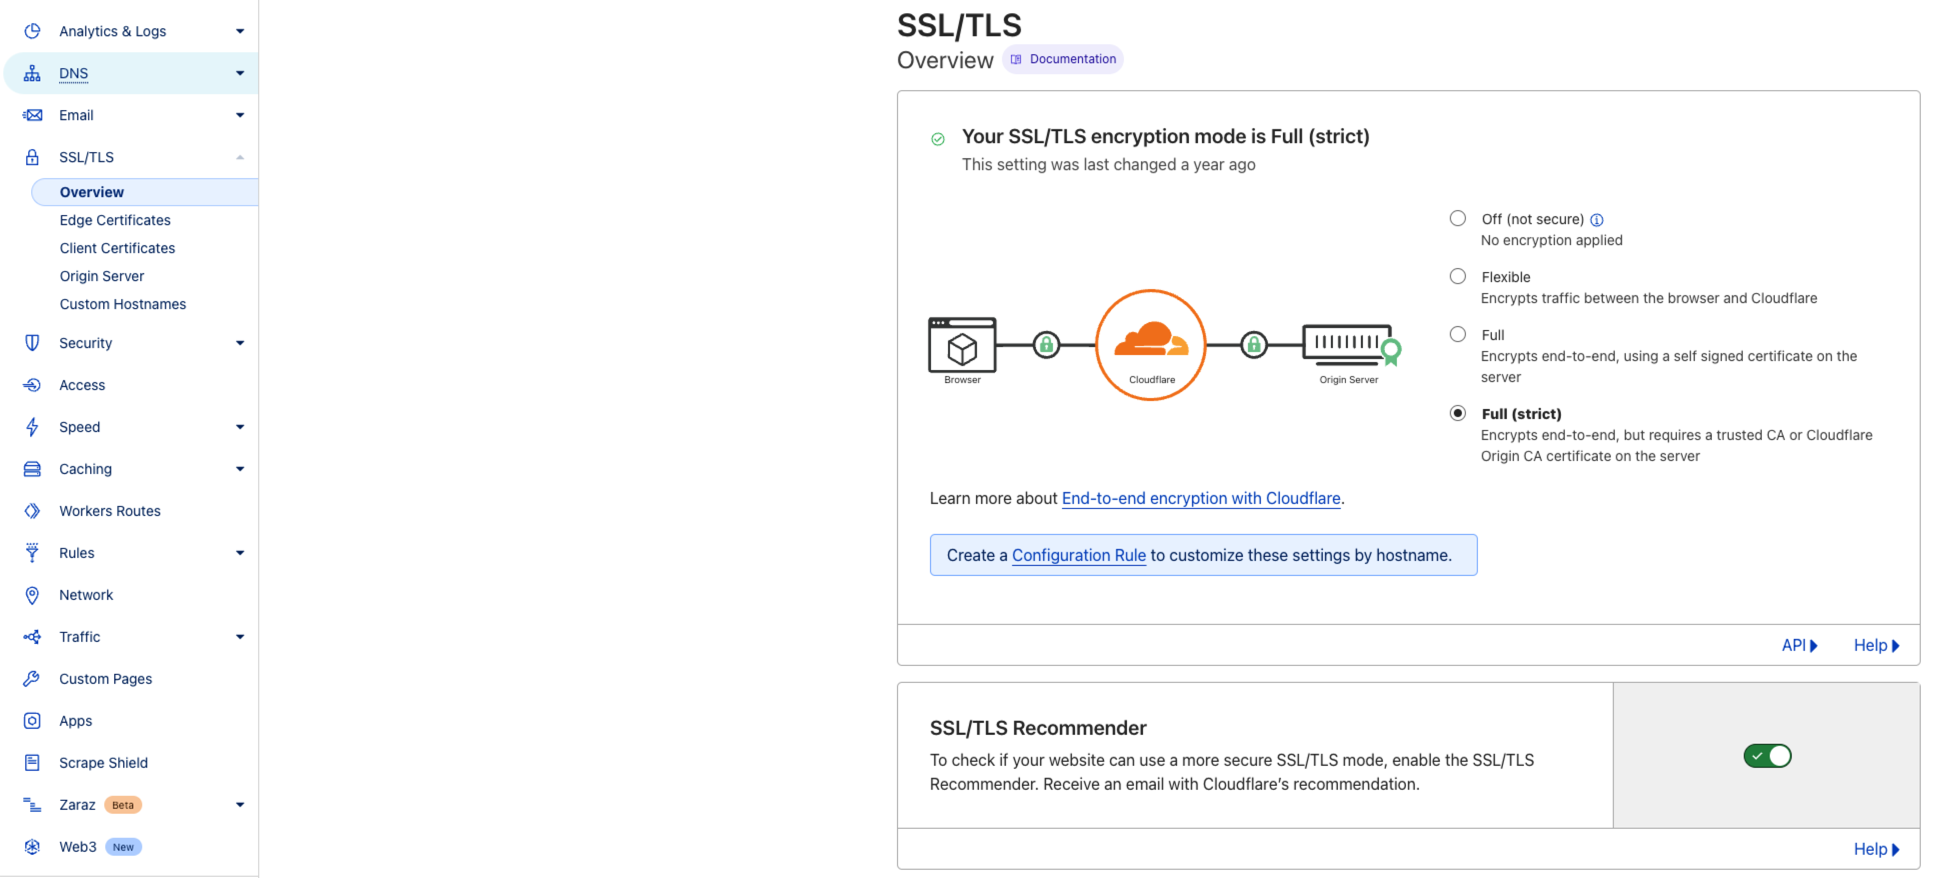 Analytics & Logs
DNS
Email
SSL/TLS
Overview
Edge Certificates
Client Certificates
Origin Server
Custom Hostnames
Security
Access
Speed
Caching
Workers Routes
Rules
Network
Traffic
Custom Pages
Apps
Scrape Shield
Zaraz Beta
Web3 New
SSL/TLS
Overview Documentation
Your SSL/TLS encryption mode is Full (strict)
This setting was last changed a year ago
Browser
Cloudflare
Origin Server
Off (not secure)
No encryption applied
Flexible
Encrypts traffic between the browser and Cloudflare
Full
Encrypts end-to-end, using a self signed certificate on the
server
Full (strict)
Encrypts end-to-end, but requires a trusted CA or Cloudflare
Origin CA certificate on the server
Learn more about End-to-end encryption with Cloudflare.
Create a Configuration Rule to customize these settings by hostname.
API Help
SSL/TLS Recommender
To check if your website can use a more secure SSL/TLS mode, enable the SSL/TLS
Recommender. Receive an email with Cloudflare’s recommendation.
Help